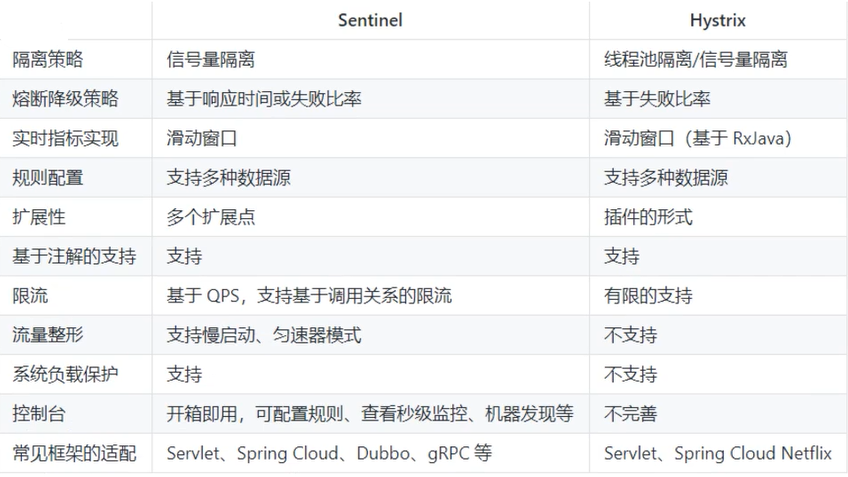 Sentinel Hystrix
隔离策略 信号量隔离 线程池隔离/信号量隔离
熔断降级策略 基于响应时间或失败比率 基于失败比率
实时指标实现 滑动窗口 滑动窗口（基于 RxJava）
规则配置 支持多种数据源 支持多种数据源
扩展性 多个扩展点 插件的形式
基于注解的支持 支持 支持
限流 基于 QPS，支持基于调用关系的限流 有限的支持
流量整形 支持慢启动、匀速器模式 不支持
系统负载保护 支持 不支持
控制台 开箱即用，可配置规则、查看秒级监控、机器发现等 不完善
常见框架的适配 Servlet、Spring Cloud、Dubbo、gRPC 等 Servlet、Spring Cloud Netflix